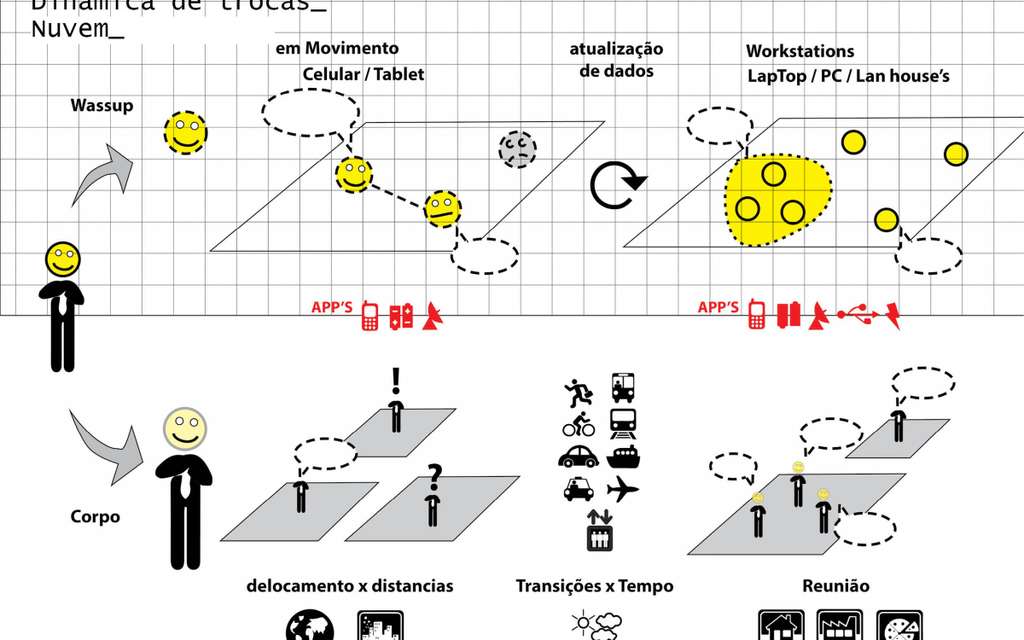 Dinamica de trocas_
Nuvem_
em Movimento
Celular / Tablet
atualização
de dados
Workstations
LapTop / PC / Lan house's
Wassup
APP'S
APP'S
!
?
Corpo
delocamento x distancias
Transições x Tempo
Reunião